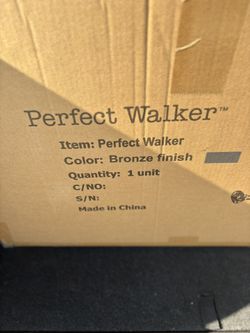 Perfect Walker™
Item: Perfect Walker
Color: Bronze finish
Quantity: 1 unit
C/NO:
S/N:
Made in China